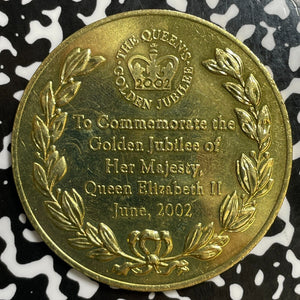 THE QUEEN'S
GOLDEN JUBILEE
2002
To Commemorate the
Golden Jubilee of
Her Majesty,
Queen Elizabeth II
June, 2002